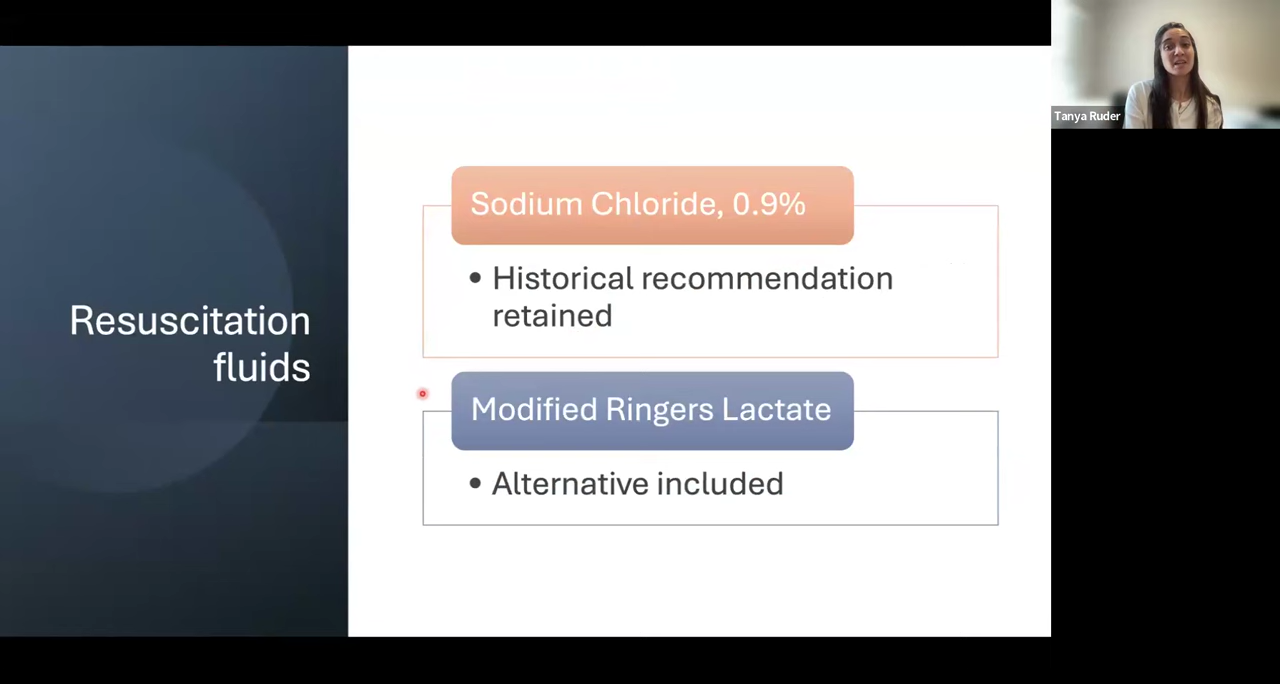 Resuscitation
fluids
Sodium Chloride, 0.9%
• Historical recommendation
retained
Modified Ringers Lactate
• Alternative included
Tanya Ruder